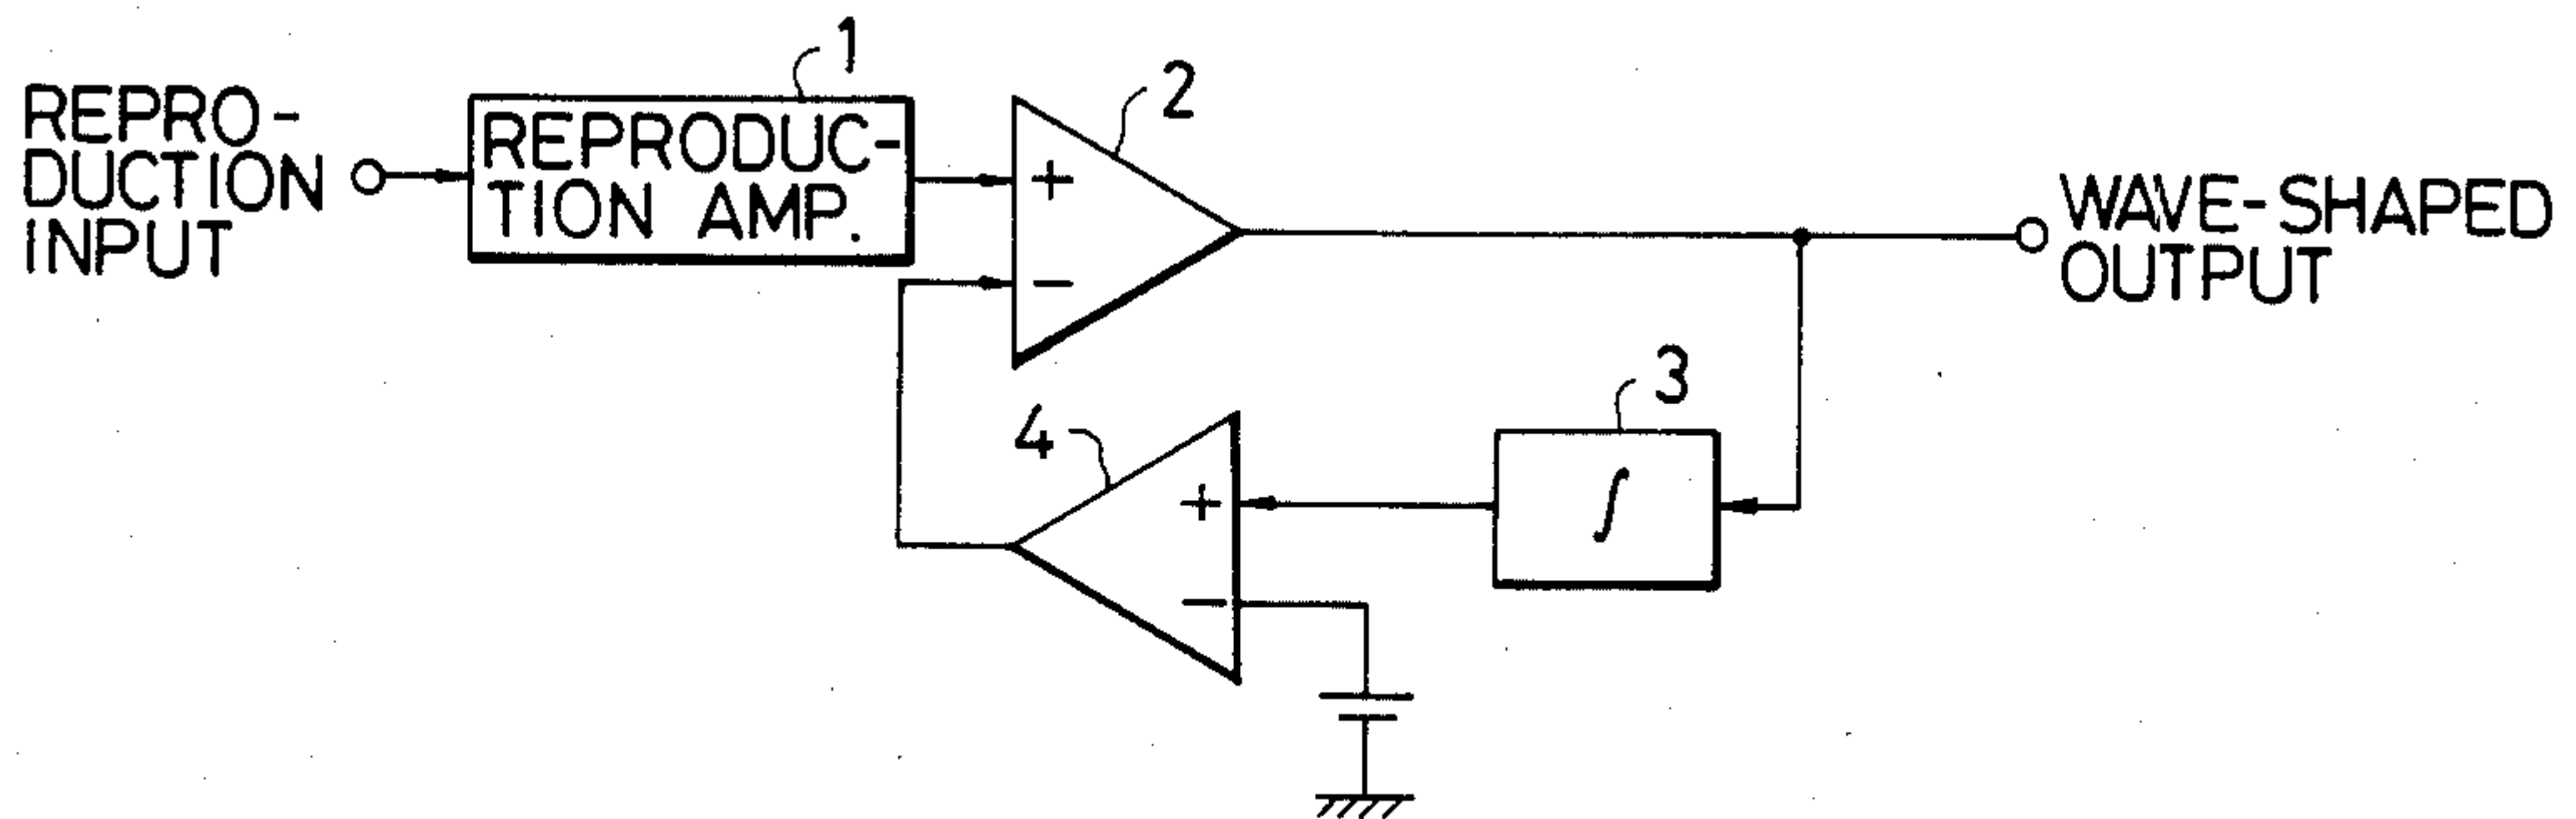 REPRO-
DUCTION
INPUT
1
REPRODUC-
TION AMP.
2
+
−
WAVE-SHAPED
OUTPUT
3
∫
4
+
−